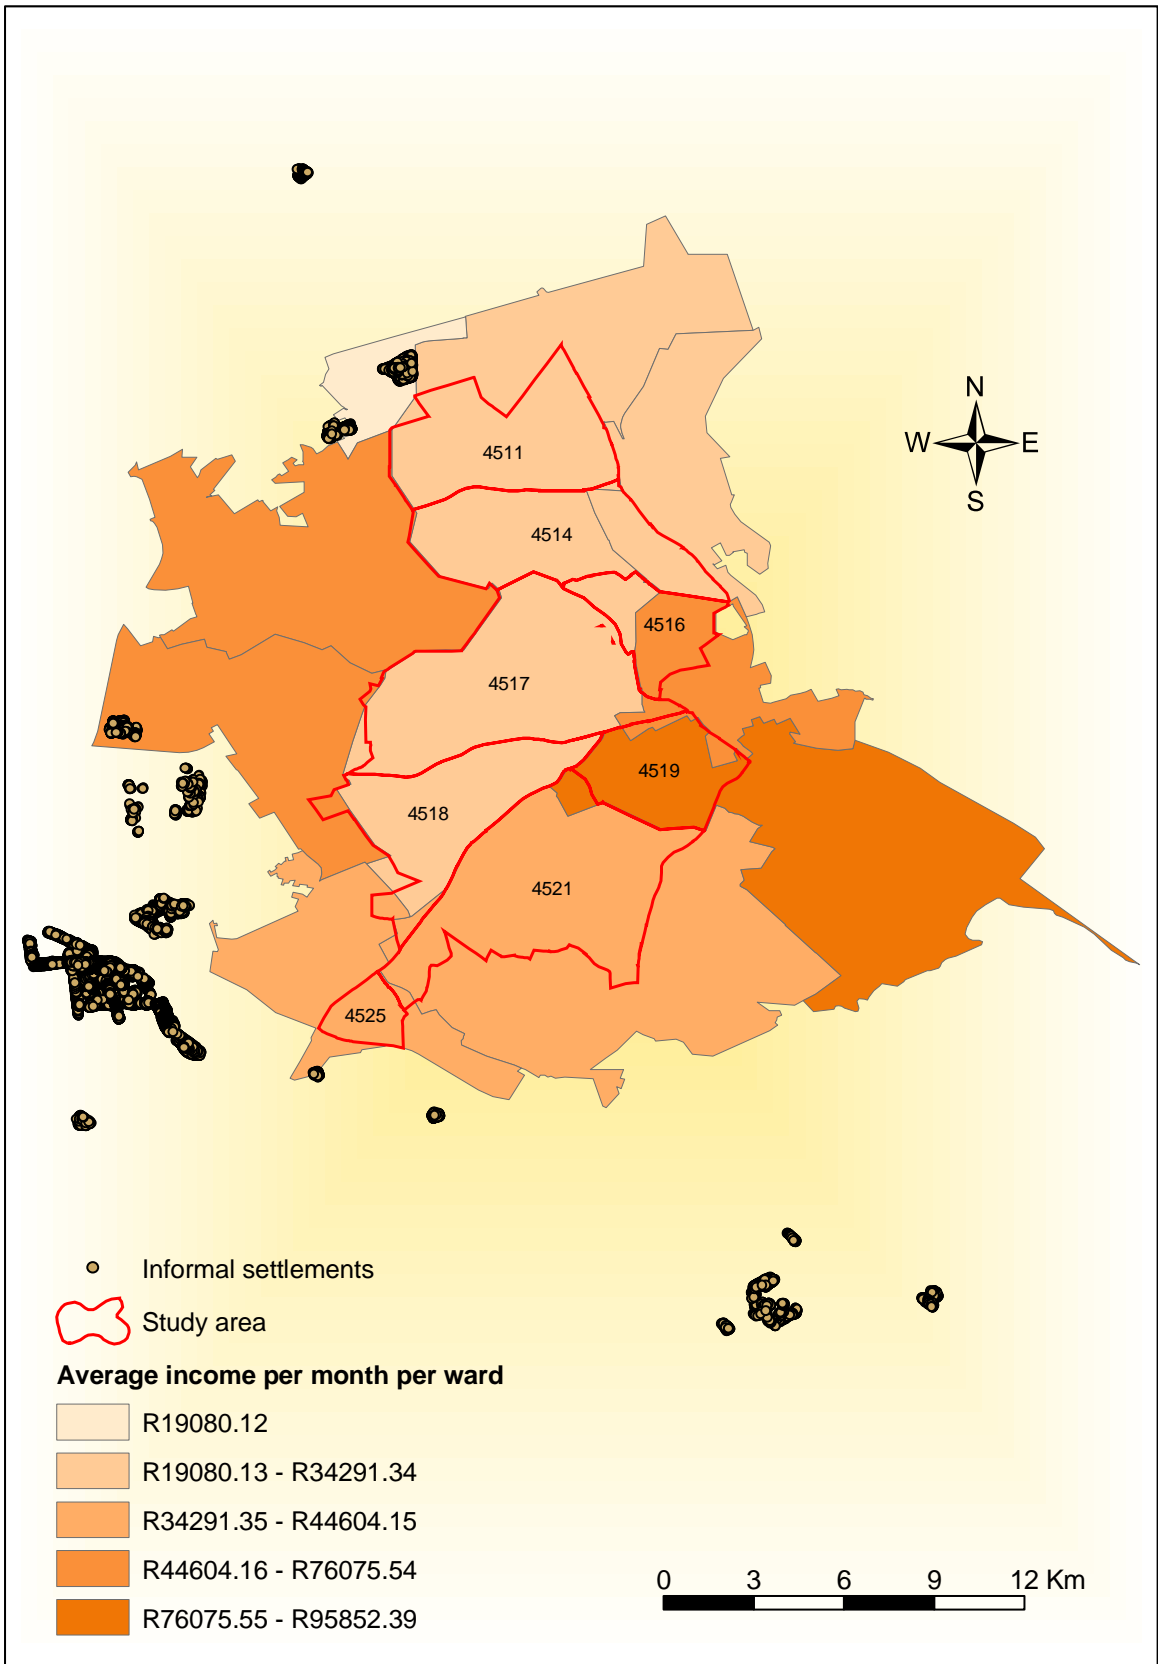 N
W E
S
4511
4514
4516
4517
4519
4518
4521
4525
Informal settlements
Study area
Average income per month per ward
R19080.12
R19080.13 - R34291.34
R34291.35 - R44604.15
R44604.16 - R76075.54
R76075.55 - R95852.39
0 3 6 9 12 Km